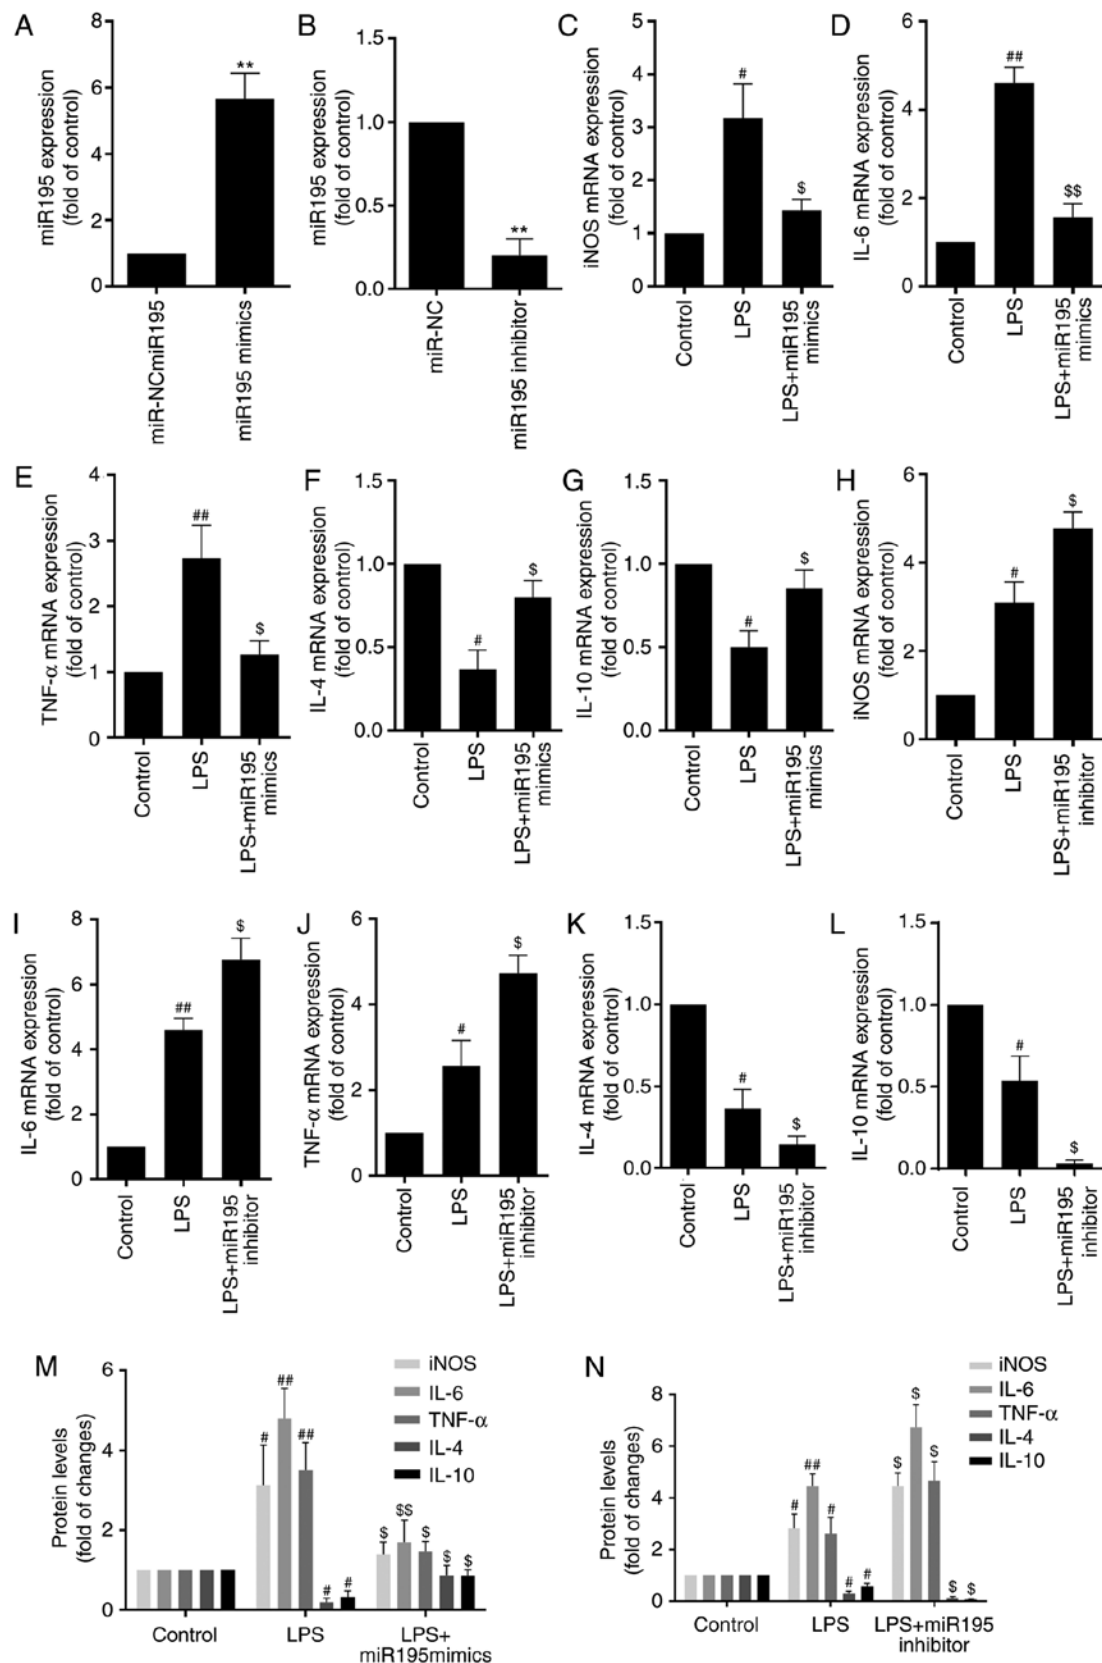 A
miR195 expression
(fold of control)
8
6
4
2
0
**
miR-NCmiR195
miR195 mimics
B
miR195 expression
(fold of control)
1.5
1.0
0.5
0.0
**
miR-NC
miR195 inhibitor
C
iNOS mRNA expression
(fold of control)
5
4
3
2
1
0
#
$
Control
LPS
LPS+miR195
mimics
D
IL-6 mRNA expression
(fold of control)
6
4
2
0
##
$$
Control
LPS
LPS+miR195
mimics
E
TNF-α mRNA expression
(fold of control)
4
3
2
1
0
##
$
Control
LPS
LPS+miR195
mimics
F
IL-4 mRNA expression
(fold of control)
1.5
1.0
0.5
0.0
#
$
Control
LPS
LPS+miR195
mimics
G
IL-10 mRNA expression
(fold of control)
1.5
1.0
0.5
0.0
#
$
Control
LPS
LPS+miR195
mimics
H
iNOS mRNA expression
(fold of control)
6
4
2
0
#
$
Control
LPS
LPS+miR195
inhibitor
I
IL-6 mRNA expression
(fold of control)
8
6
4
2
0
##
$
Control
LPS
LPS+miR195
inhibitor
J
TNF-α mRNA expression
(fold of control)
6
4
2
0
#
$
Control
LPS
LPS+miR195
inhibitor
K
IL-4 mRNA expression
(fold of control)
1.5
1.0
0.5
0.0
#
$
Control
LPS
LPS+miR195
inhibitor
L
IL-10 mRNA expression
(fold of control)
1.5
1.0
0.5
0.0
#
$
Control
LPS
LPS+miR195
inhibitor
M
Protein levels
(fold of changes)
6
4
2
0
iNOS
IL-6
TNF-α
IL-4
IL-10
# ## ## # #
$ $$ $ $ $
Control
LPS
LPS+
miR195mimics
N
Protein levels
(fold of changes)
8
6
4
2
0
iNOS
IL-6
TNF-α
IL-4
IL-10
# ## # # #
$ $ $ $ $
Control
LPS
LPS+miR195
inhibitor